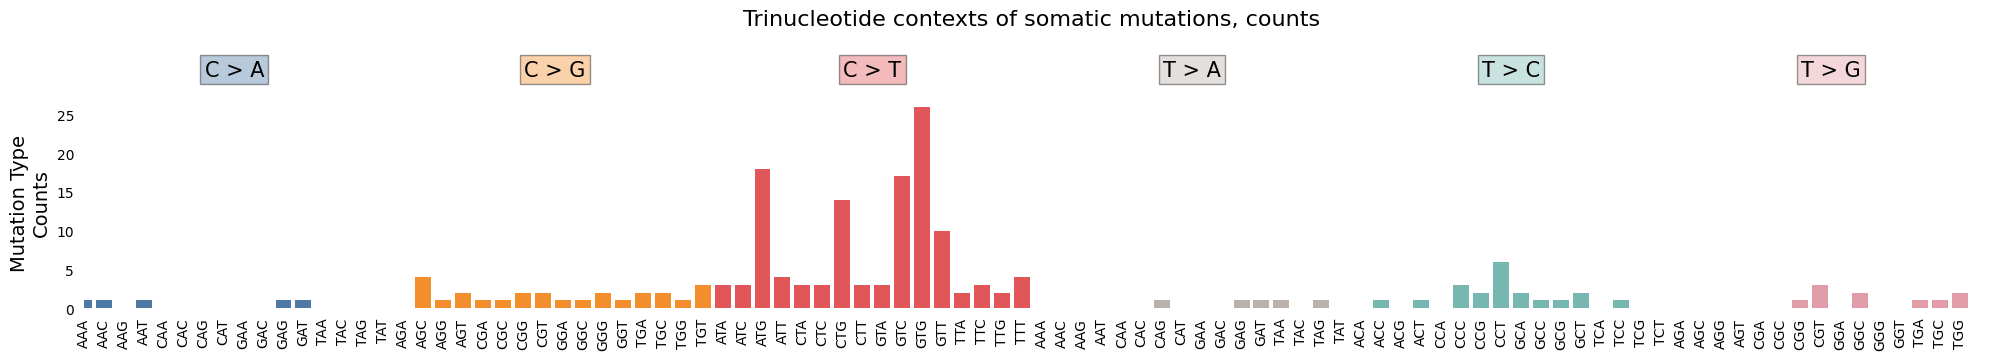 Trinucleotide contexts of somatic mutations, counts
C > A
C > G
C > T
T > A
T > C
T > G
Mutation Type
Counts
25
20
15
10
5
0
AAA
AAC
AAG
AAT
CAA
CAC
CAG
CAT
GAA
GAC
GAG
GAT
TAA
TAC
TAG
TAT
AGA
AGC
AGG
AGT
CGA
CGC
CGG
CGT
GGA
GGC
GGG
GGT
TGA
TGC
TGG
TGT
ATA
ATC
ATG
ATT
CTA
CTC
CTG
CTT
GTA
GTC
GTG
GTT
TTA
TTC
TTG
TTT
AAA
AAC
AAG
AAT
CAA
CAC
CAG
CAT
GAA
GAC
GAG
GAT
TAA
TAC
TAG
TAT
ACA
ACC
ACG
ACT
CCA
CCC
CCG
CCT
GCA
GCC
GCG
GCT
TCA
TCC
TCG
TCT
AGA
AGC
AGG
AGT
CGA
CGC
CGG
CGT
GGA
GGC
GGG
GGT
TGA
TGC
TGG